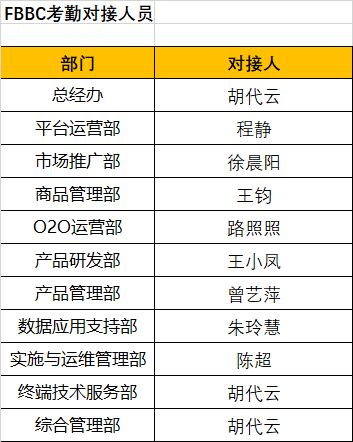 FBBC考勤对接人员
部门 对接人
总经办 胡代云
平台运营部 程静
市场推广部 徐晨阳
商品管理部 王钧
O2O运营部 路照照
产品研发部 王小凤
产品管理部 曾艺萍
数据应用支持部 朱玲慧
实施与运维管理部 陈超
终端技术服务部 胡代云
综合管理部 胡代云